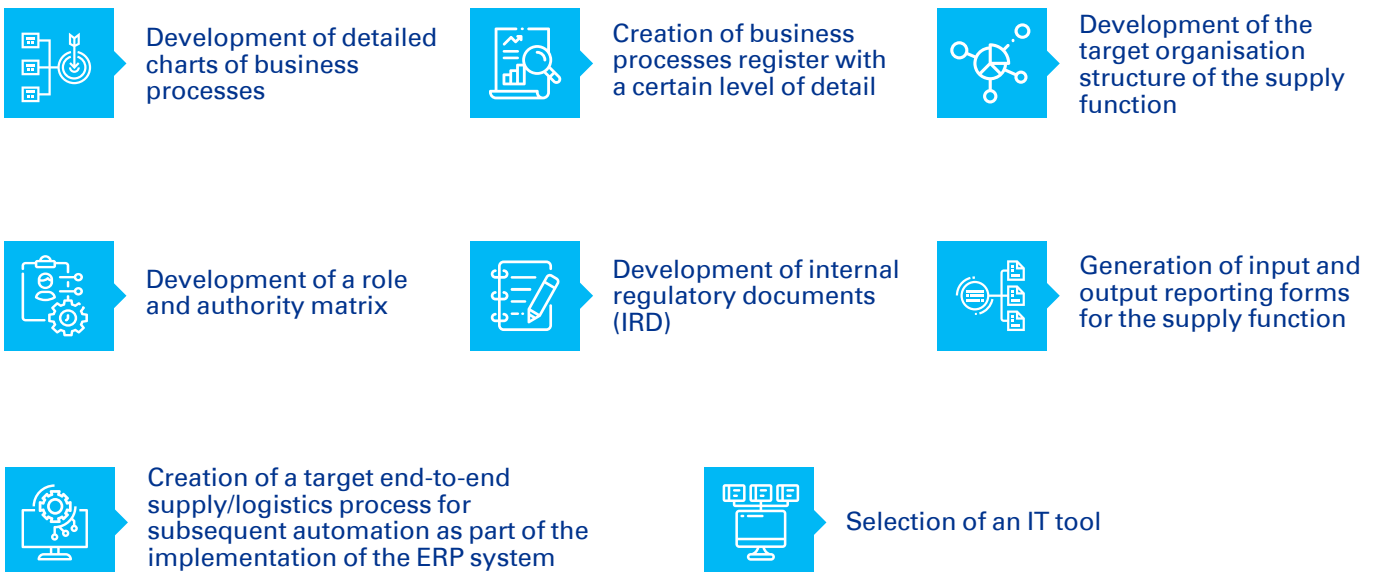 Development of detailed
charts of business
processes
Creation of business
processes register with
a certain level of detail
Development of the
target organisation
structure of the supply
function
Development of a role
and authority matrix
Development of internal
regulatory documents
(IRD)
Generation of input and
output reporting forms
for the supply function
Creation of a target end-to-end
supply/logistics process for
subsequent automation as part of the
implementation of the ERP system
Selection of an IT tool